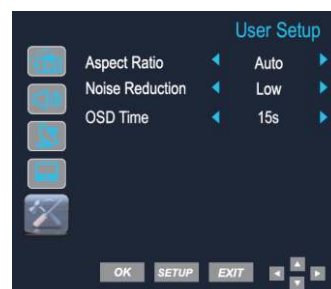 User Setup
Aspect Ratio Auto
Noise Reduction Low
OSD Time 15s
OK SETUP EXIT